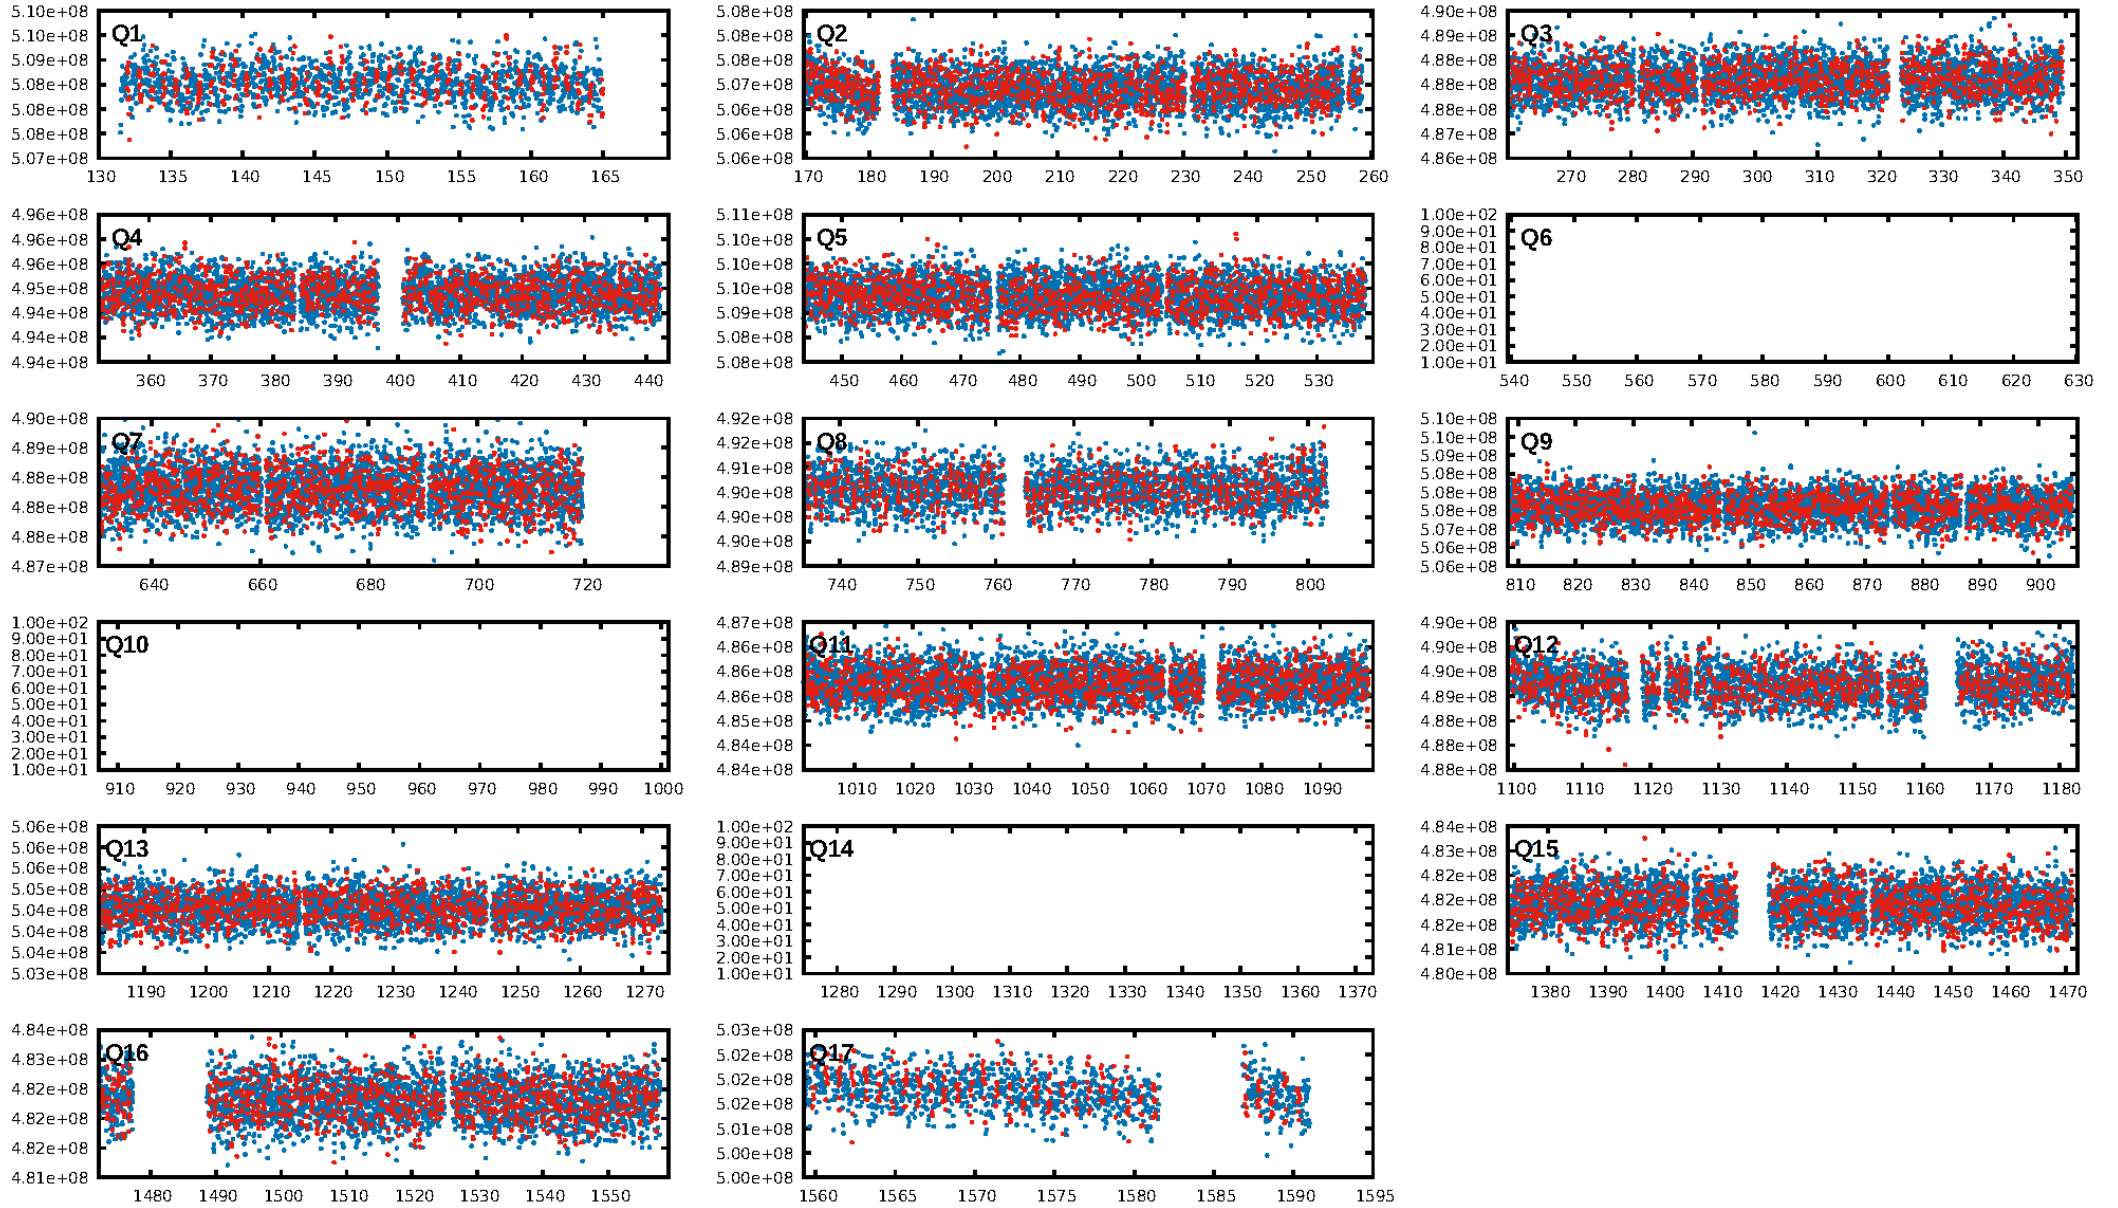 Q1
5.10e+08
5.10e+08
5.09e+08
5.08e+08
5.08e+08
5.08e+08
5.07e+08
130 135 140 145 150 155 160 165
Q2
5.08e+08
5.08e+08
5.08e+08
5.07e+08
5.06e+08
5.06e+08
5.06e+08
170 180 190 200 210 220 230 240 250 260
Q3
4.90e+08
4.89e+08
4.88e+08
4.88e+08
4.88e+08
4.87e+08
4.86e+08
270 280 290 300 310 320 330 340 350
Q4
4.96e+08
4.96e+08
4.96e+08
4.95e+08
4.94e+08
4.94e+08
4.94e+08
360 370 380 390 400 410 420 430 440
Q5
5.11e+08
5.10e+08
5.10e+08
5.10e+08
5.09e+08
5.08e+08
5.08e+08
450 460 470 480 490 500 510 520 530
Q6
1.00e+02
9.00e+01
8.00e+01
7.00e+01
6.00e+01
5.00e+01
4.00e+01
3.00e+01
2.00e+01
1.00e+01
540 550 560 570 580 590 600 610 620 630
Q7
4.90e+08
4.89e+08
4.88e+08
4.88e+08
4.88e+08
4.87e+08
640 660 680 700 720
Q8
4.92e+08
4.92e+08
4.91e+08
4.90e+08
4.90e+08
4.90e+08
4.89e+08
740 750 760 770 780 790 800
Q9
5.10e+08
5.10e+08
5.09e+08
5.08e+08
5.08e+08
5.08e+08
5.07e+08
5.06e+08
5.06e+08
810 820 830 840 850 860 870 880 890 900
Q10
1.00e+02
9.00e+01
8.00e+01
7.00e+01
6.00e+01
5.00e+01
4.00e+01
3.00e+01
2.00e+01
1.00e+01
910 920 930 940 950 960 970 980 990 1000
Q11
4.87e+08
4.86e+08
4.86e+08
4.86e+08
4.85e+08
4.84e+08
4.84e+08
1010 1020 1030 1040 1050 1060 1070 1080 1090
Q12
4.90e+08
4.90e+08
4.90e+08
4.89e+08
4.88e+08
4.88e+08
4.88e+08
1100 1110 1120 1130 1140 1150 1160 1170 1180
Q13
5.06e+08
5.06e+08
5.06e+08
5.05e+08
5.04e+08
5.04e+08
5.04e+08
5.03e+08
1190 1200 1210 1220 1230 1240 1250 1260 1270
Q14
1.00e+02
9.00e+01
8.00e+01
7.00e+01
6.00e+01
5.00e+01
4.00e+01
3.00e+01
2.00e+01
1.00e+01
1280 1290 1300 1310 1320 1330 1340 1350 1360 1370
Q15
4.84e+08
4.83e+08
4.82e+08
4.82e+08
4.82e+08
4.81e+08
4.80e+08
1380 1390 1400 1410 1420 1430 1440 1450 1460 1470
Q16
4.84e+08
4.83e+08
4.82e+08
4.82e+08
4.82e+08
4.81e+08
1480 1490 1500 1510 1520 1530 1540 1550
Q17
5.03e+08
5.02e+08
5.02e+08
5.02e+08
5.01e+08
5.00e+08
5.00e+08
1560 1565 1570 1575 1580 1585 1590 1595